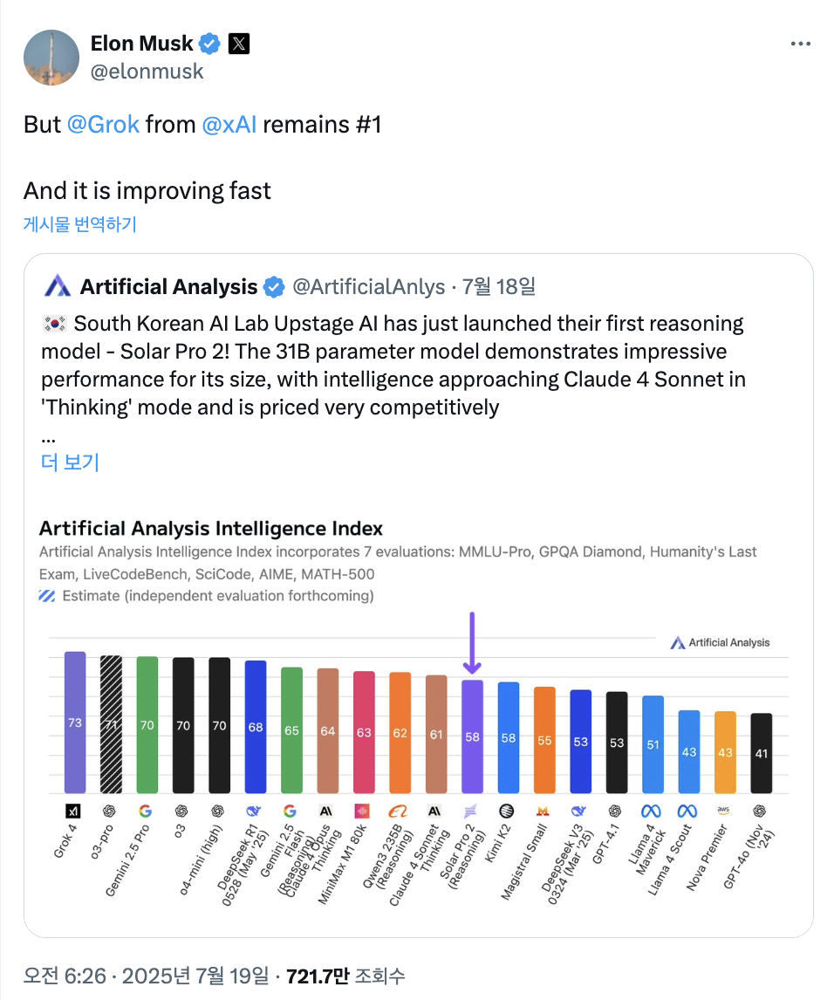 Elon Musk
@elonmusk
But @Grok from @xAI remains #1
And it is improving fast
게시물 번역하기
Artificial Analysis @ArtificialAnlys · 7월 18일
🇰🇷 South Korean AI Lab Upstage AI has just launched their first reasoning
model - Solar Pro 2! The 31B parameter model demonstrates impressive
performance for its size, with intelligence approaching Claude 4 Sonnet in
'Thinking' mode and is priced very competitively
...
더 보기
Artificial Analysis Intelligence Index
Artificial Analysis Intelligence Index incorporates 7 evaluations: MMLU-Pro, GPQA Diamond, Humanity's Last
Exam, LiveCodeBench, SciCode, AIME, MATH-500
Estimate (independent evaluation forthcoming)
Artificial Analysis
73
71
70
70
70
68
65
64
63
62
61
58
58
55
53
53
51
43
43
41
aws
Grok 4
o3-pro
Gemini 2.5 Pro
o3
o4-mini (high)
DeepSeek R1
0528 (May '25)
Gemini 2.5
Flash
(Reasoning)
Claude 4 Opus
Thinking
MiniMax M1 80k
Qwen3 235B
(Reasoning)
Claude 4 Sonnet
Thinking
Solar Pro 2
(Reasoning)
Kimi K2
Magistral Small
DeepSeek V3
0324 (Mar '25)
GPT-4.1
Llama 4
Maverick
Llama 4 Scout
Nova Premier
GPT-4o (Nov
'24)
오전 6:26 · 2025년 7월 19일 · 721.7만 조회수